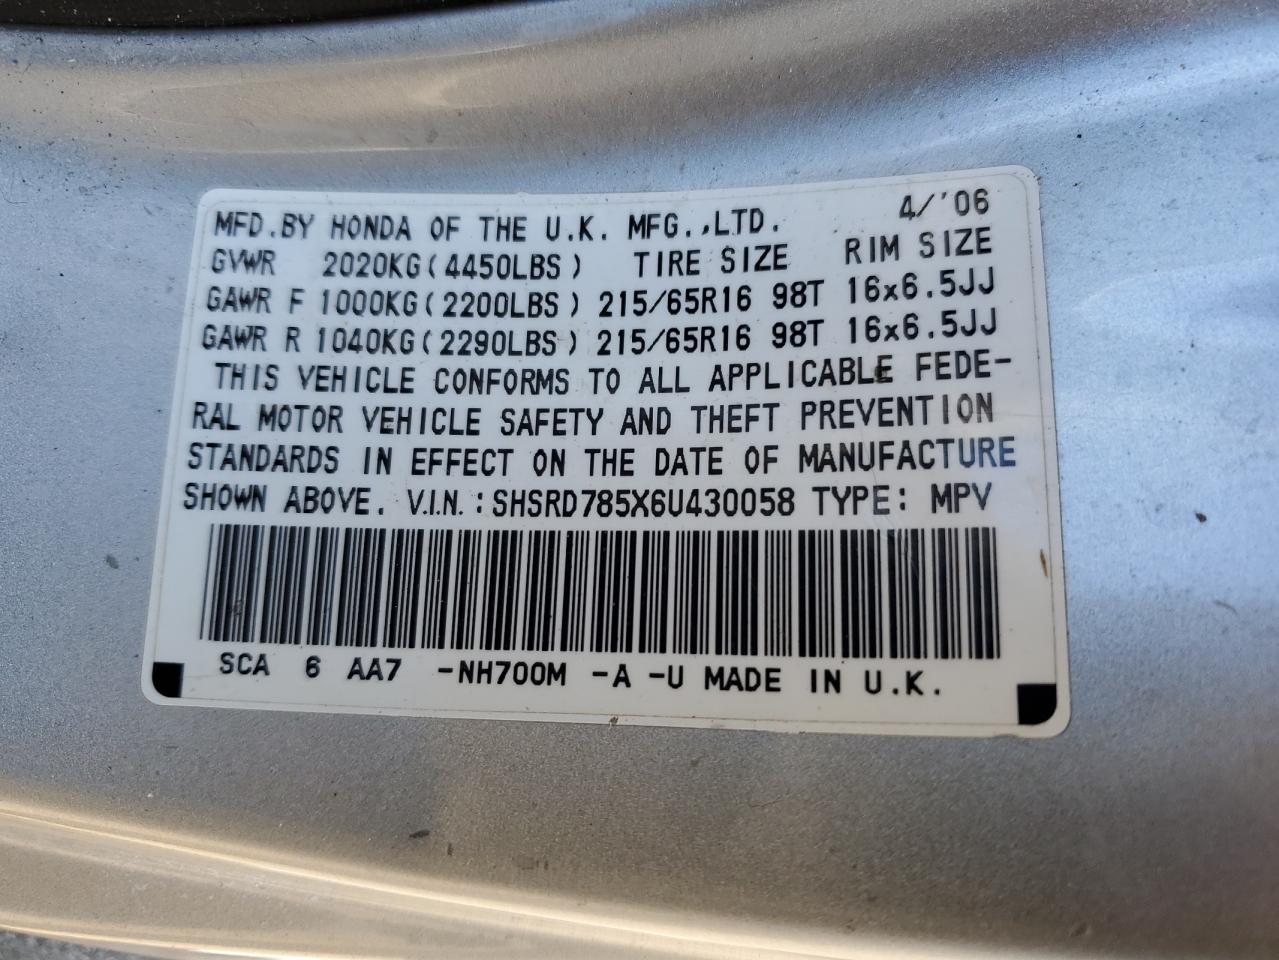 MFD.BY HONDA OF THE U.K. MFG.,LTD. 4/'06
GVWR 2020KG(4450LBS) TIRE SIZE RIM SIZE
GAWR F 1000KG(2200LBS) 215/65R16 98T 16x6.5JJ
GAWR R 1040KG(2290LBS) 215/65R16 98T 16x6.5JJ
THIS VEHICLE CONFORMS TO ALL APPLICABLE FEDE-
RAL MOTOR VEHICLE SAFETY AND THEFT PREVENTION
STANDARDS IN EFFECT ON THE DATE OF MANUFACTURE
SHOWN ABOVE. V.I.N.: SHSRD785X6U430058 TYPE: MPV
SCA 6 AA7 -NH700M -A -U MADE IN U.K.